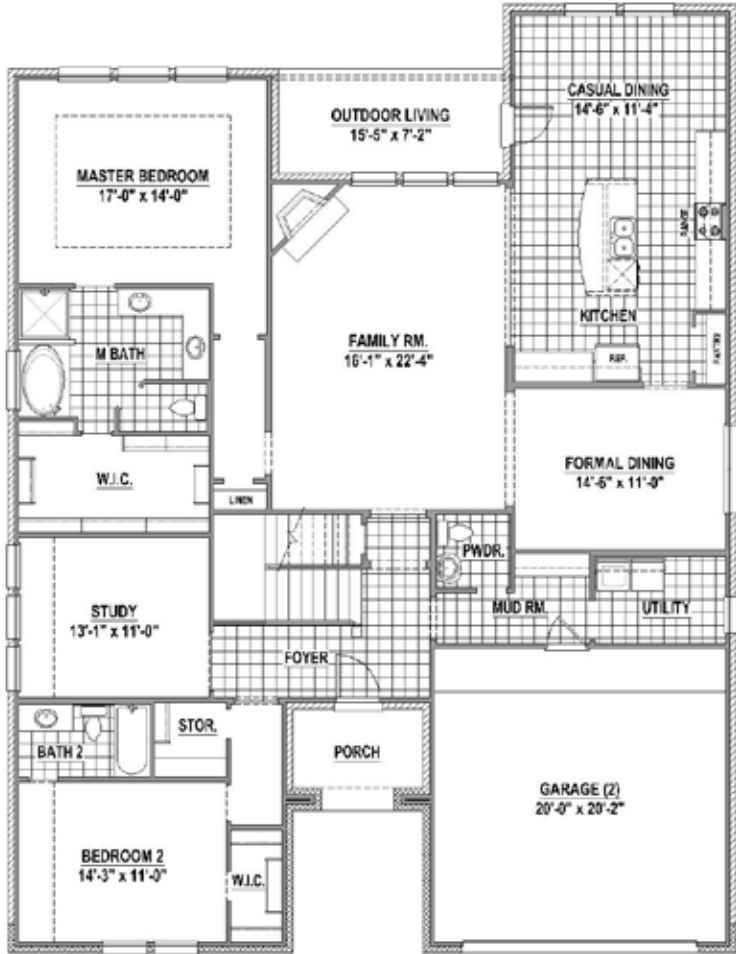 CASUAL DINING
14'-6" x 11'-4"
OUTDOOR LIVING
15'-5" x 7'-2"
MASTER BEDROOM
17'-0" x 14'-0"
RANGE
KITCHEN
FAMILY RM.
16'-1" x 22'-4"
M BATH
REF.
PANTRY
W.I.C.
FORMAL DINING
14'-6" x 11'-0"
LINEN
PWDR.
STUDY
13'-1" x 11'-0"
MUD RM.
UTILITY
FOYER
STOR.
BATH 2
PORCH
GARAGE (2)
20'-0" x 20'-2"
BEDROOM 2
14'-3" x 11'-0"
W.I.C.